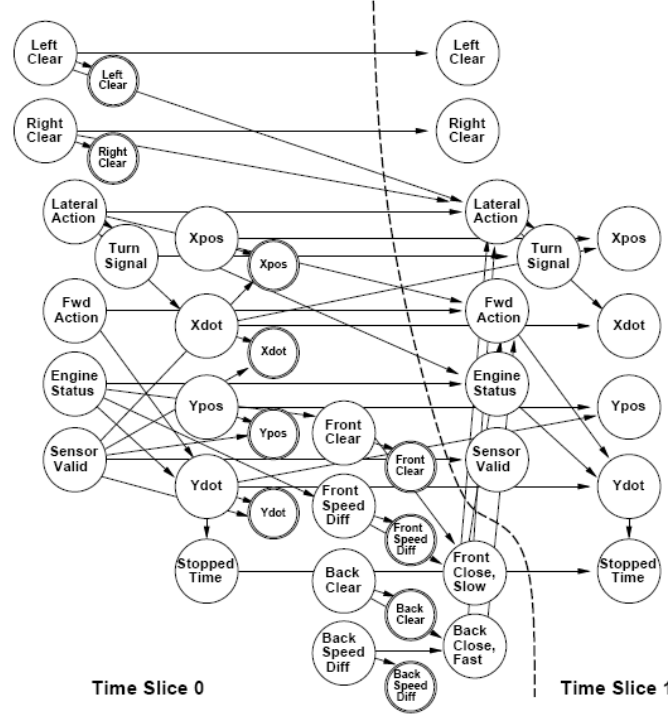 Left
Clear
Left
Clear
Left
Clear
Right
Clear
Right
Clear
Right
Clear
Lateral
Action
Xpos
Lateral
Action
Xpos
Turn
Signal
Xpos
Turn
Signal
Fwd
Action
Xdot
Fwd
Action
Xdot
Xdot
Engine
Status
Ypos
Engine
Status
Ypos
Front
Clear
Ypos
Sensor
Valid
Front
Clear
Sensor
Valid
Ydot
Front
Speed
Diff
Ydot
Ydot
Front
Speed
Diff
Stopped
Time
Back
Clear
Front
Close,
Slow
Stopped
Time
Back
Clear
Back
Speed
Diff
Back
Close,
Fast
Back
Speed
Diff
Time Slice 0
Time Slice 1